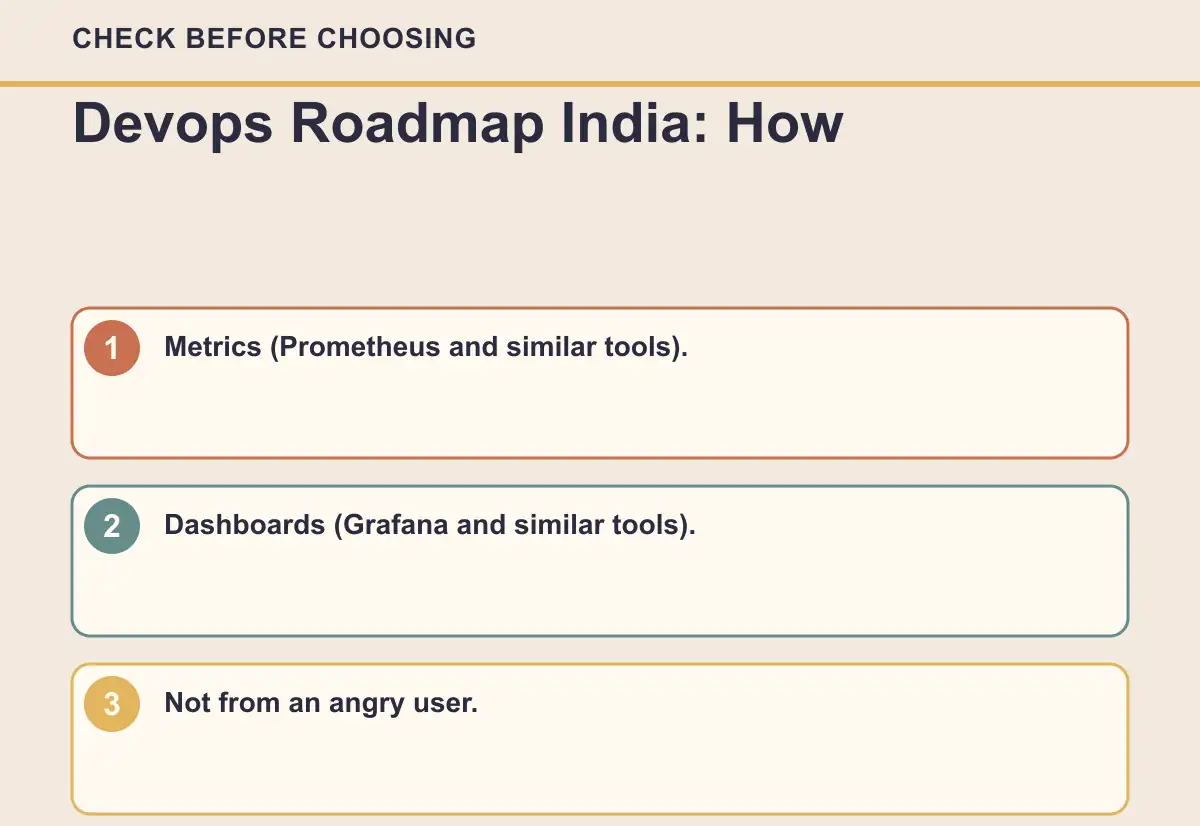 CHECK BEFORE CHOOSING
Devops Roadmap India: How
1 Metrics (Prometheus and similar tools).
2 Dashboards (Grafana and similar tools).
3 Not from an angry user.